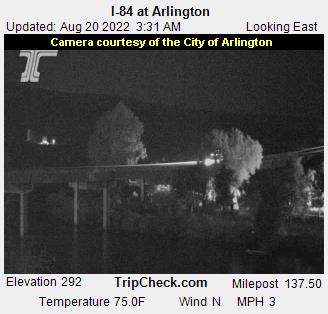 I-84 at Arlington
Updated: Aug 20 2022 3:31 AM Looking East
Camera courtesy of the City of Arlington
Elevation 292 TripCheck.com Milepost 137.50
Temperature 75.0F Wind N MPH 3